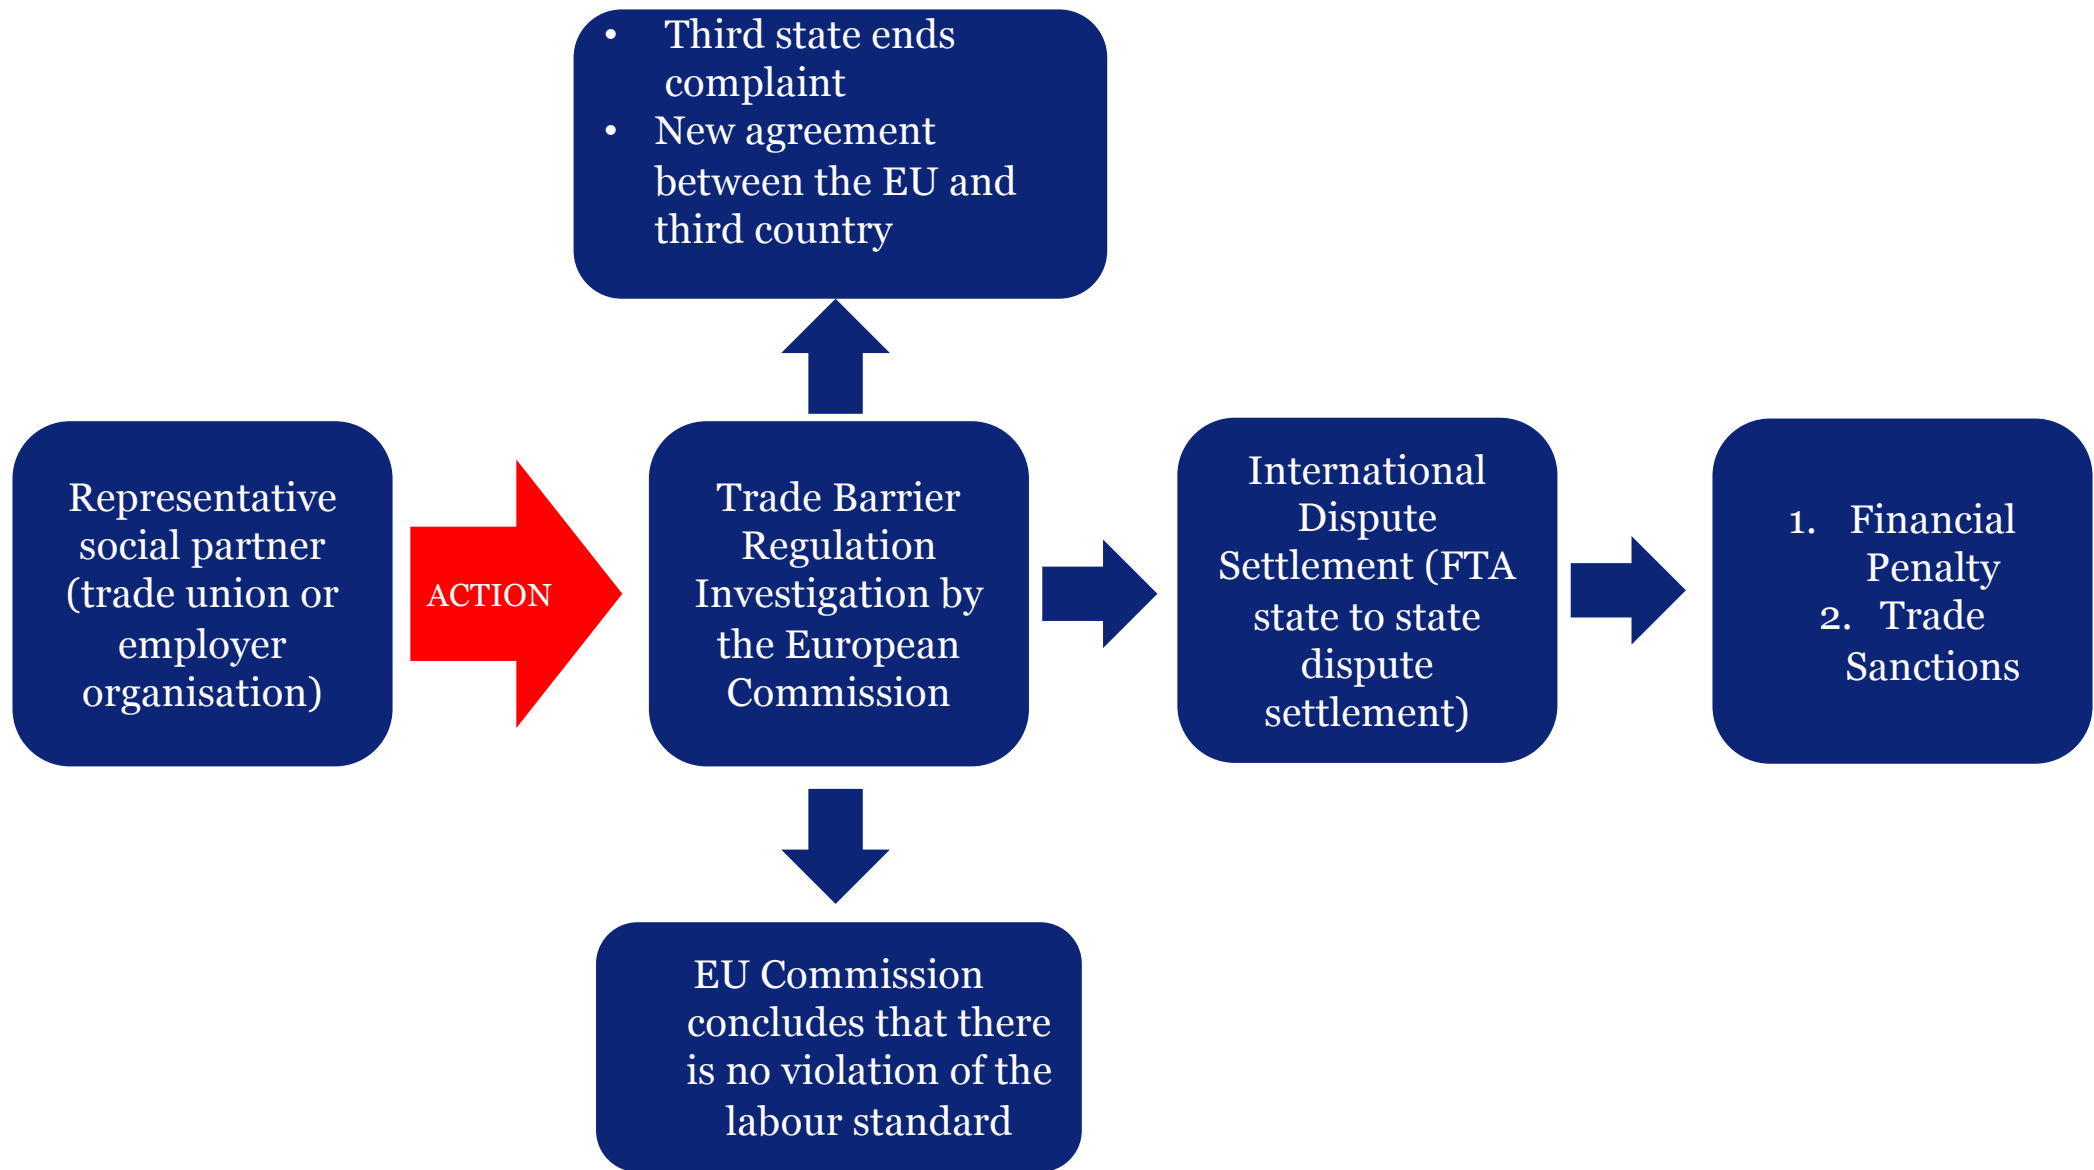 • Third state ends
complaint
• New agreement
between the EU and
third country
Representative
social partner
(trade union or
employer
organisation)
ACTION
Trade Barrier
Regulation
Investigation by
the European
Commission
International
Dispute
Settlement (FTA
state to state
dispute
settlement)
1. Financial
Penalty
2. Trade
Sanctions
EU Commission
concludes that there
is no violation of the
labour standard